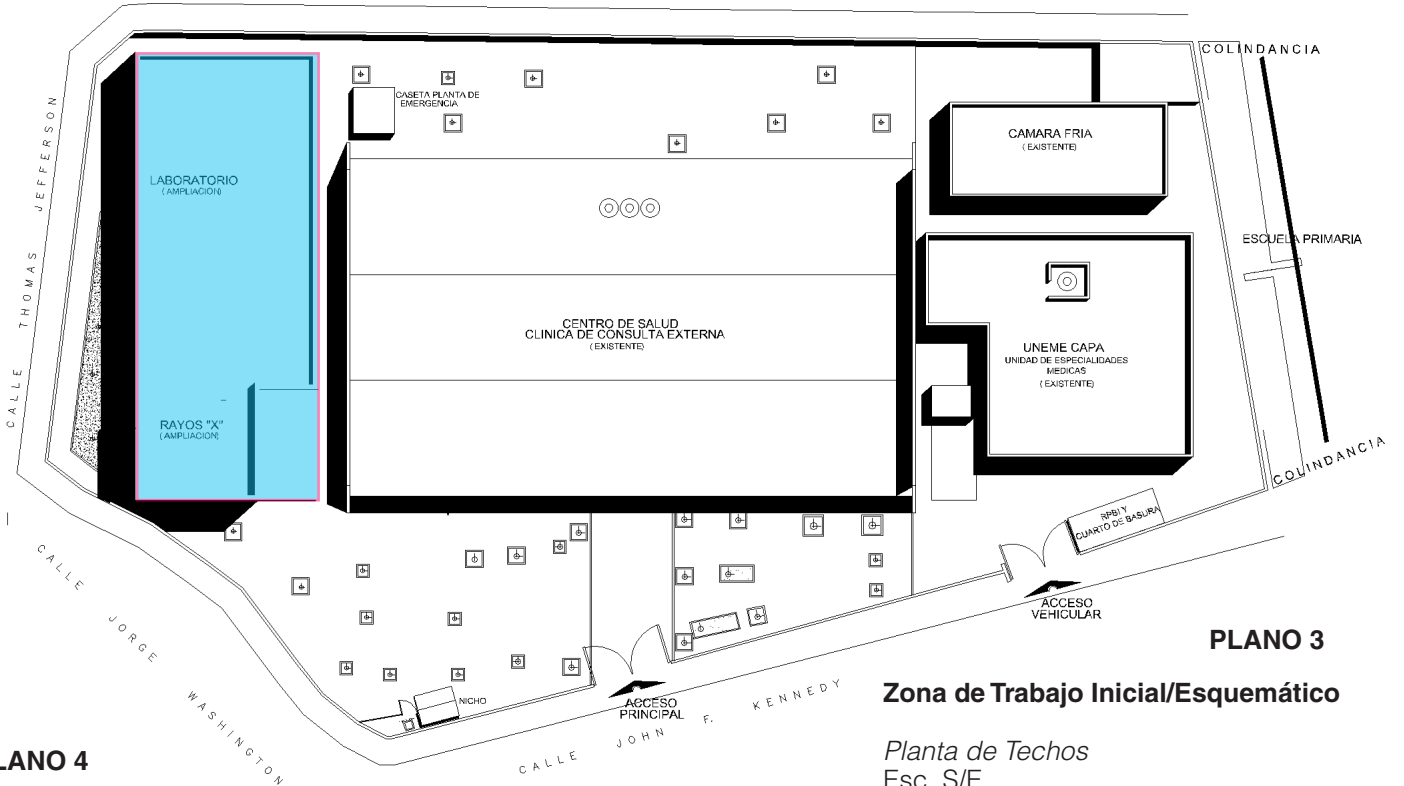 COLINDANCIA
CASETA PLANTA DE
EMERGENCIA
CAMARA FRIA
( EXISTENTE)
LABORATORIO
( AMPLIACION)
CALLE THOMAS JEFFERSON
ESCUELA PRIMARIA
CENTRO DE SALUD
CLINICA DE CONSULTA EXTERNA
( EXISTENTE)
UNEME CAPA
UNIDAD DE ESPECIALIDADES
MEDICAS
( EXISTENTE)
RAYOS "X"
( AMPLIACION)
COLINDANCIA
RPBI Y
CUARTO DE BASURA
CALLE JORGE WASHINGTON
ACCESO
VEHICULAR
PLANO 3
NICHO
ACCESO
PRINCIPAL
CALLE JOHN F. KENNEDY
Zona de Trabajo Inicial/Esquemático
Planta de Techos
Esc. S/E
LANO 4